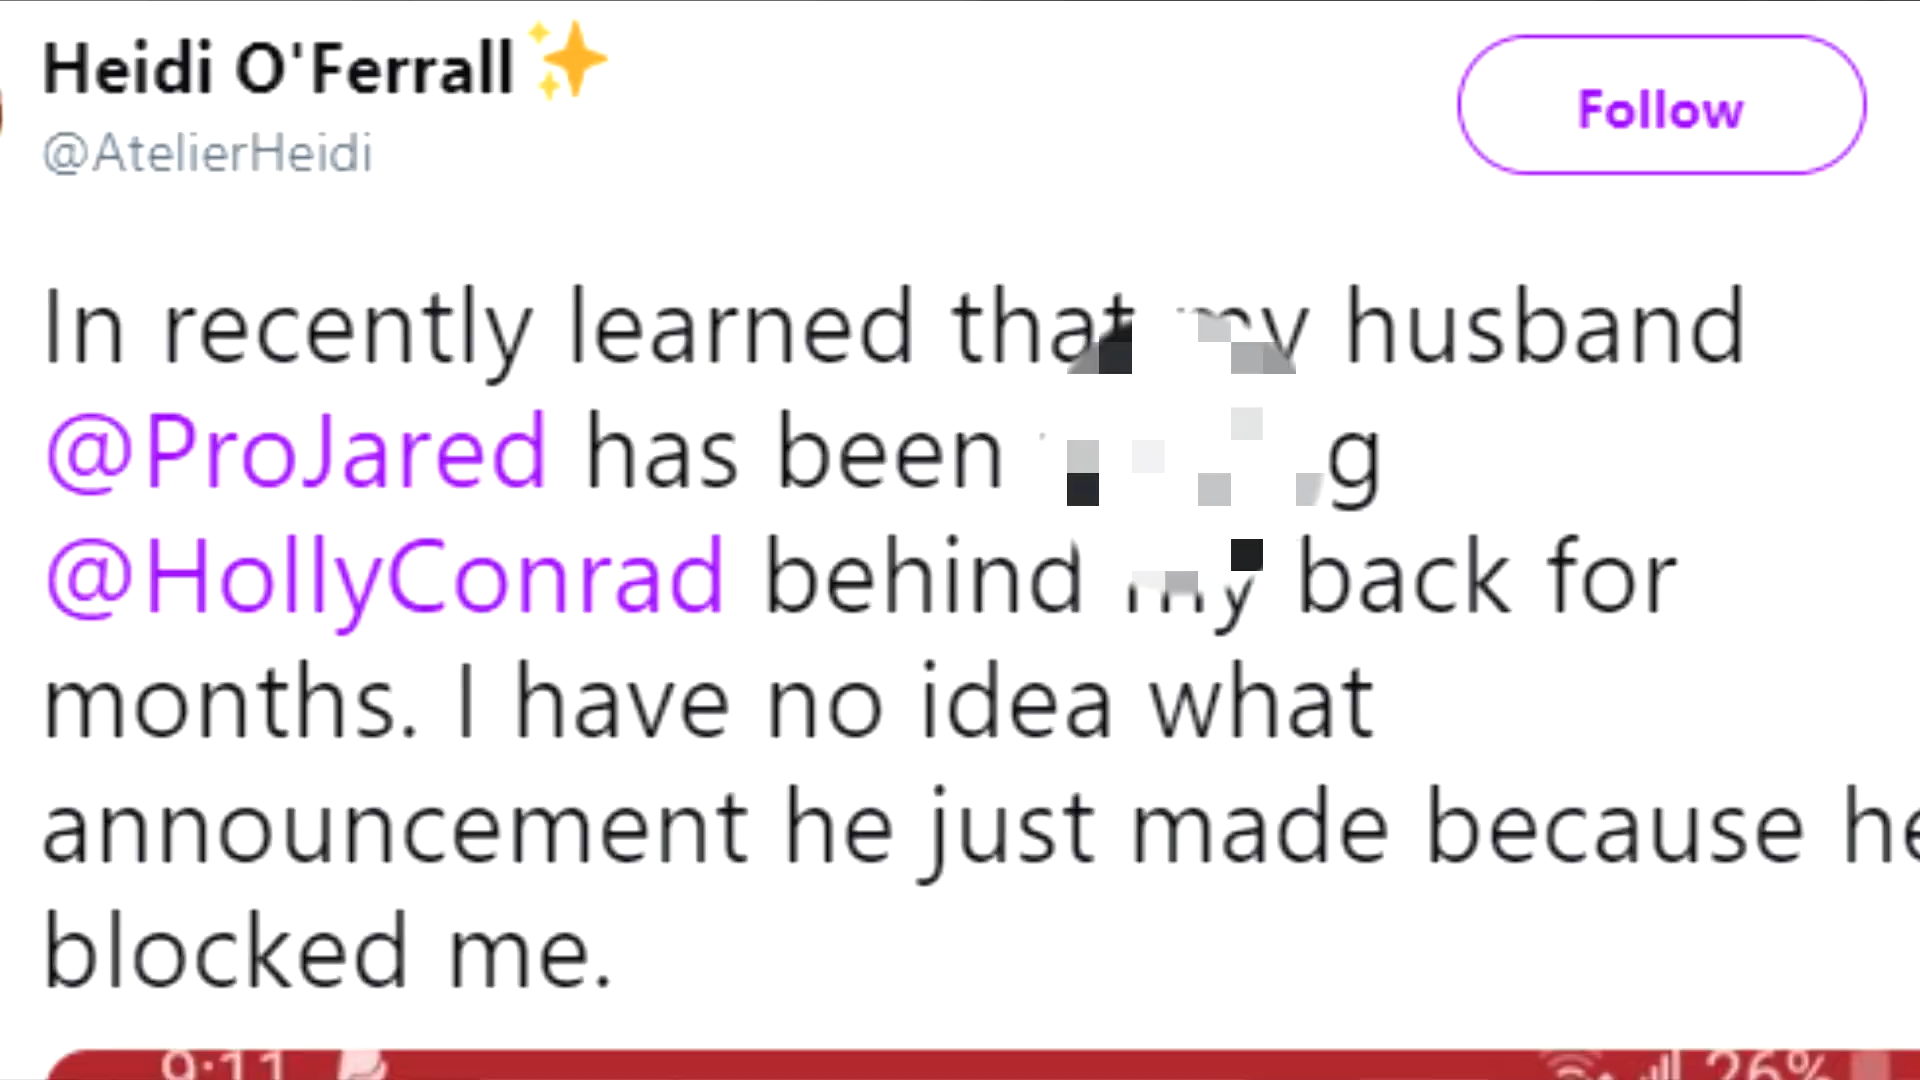 Heidi O'Ferrall ✨
@AtelierHeidi
Follow
In recently learned that my husband
@ProJared has been
@HollyConrad behind my back for
months. I have no idea what
announcement he just made because he
blocked me.
9:11 26%